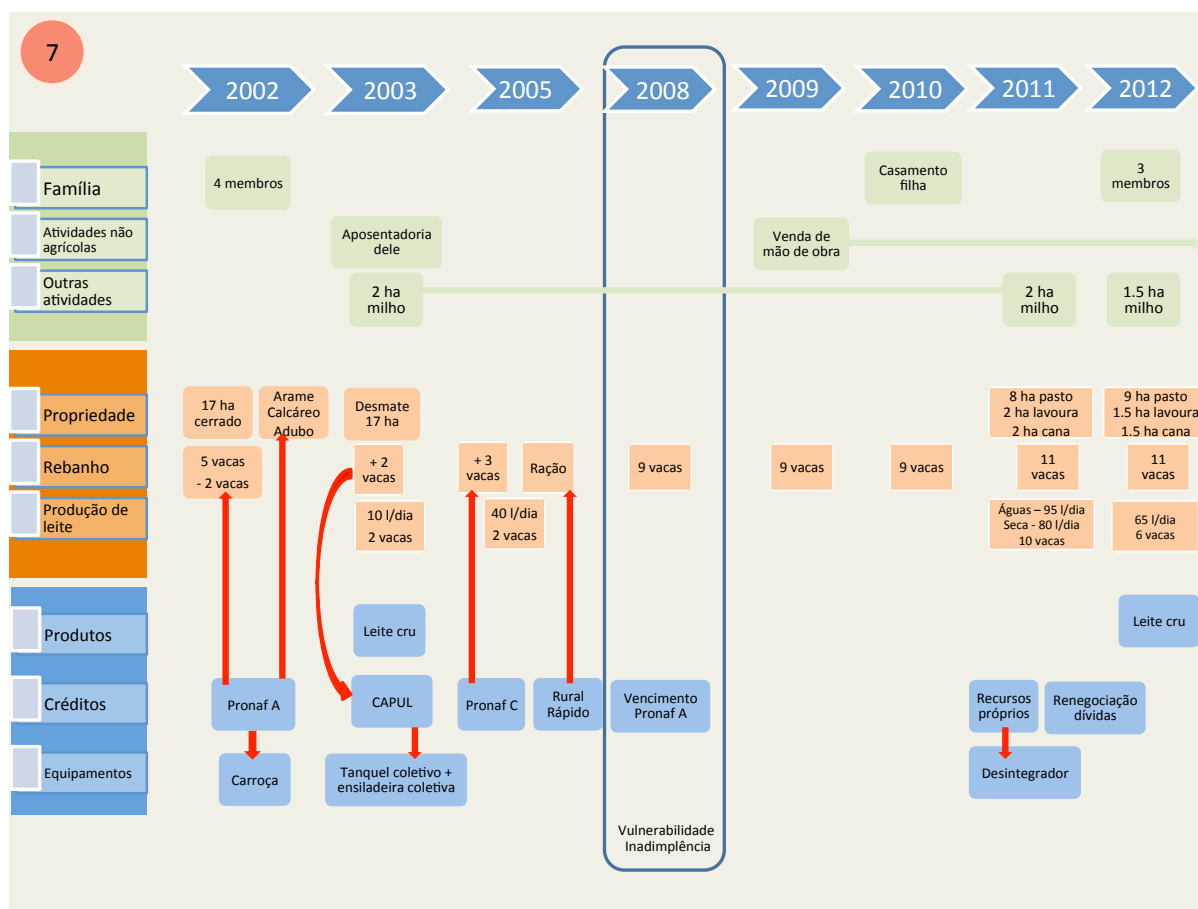 7
2002
2003
2005
2008
2009
2010
2011
2012
Família
4 membros
Casamento
filha
3
membros
Atividades não
agrícolas
Aposentadoria
dele
Venda de
mão de obra
Outras
atividades
2 ha
milho
2 ha
milho
1.5 ha
milho
Propriedade
17 ha
cerrado
Arame
Calcáreo
Adubo
Desmate
17 ha
8 ha pasto
2 ha lavoura
2 ha cana
9 ha pasto
1.5 ha lavoura
1.5 ha cana
Rebanho
5 vacas
- 2 vacas
+ 2
vacas
+ 3
vacas
Ração
9 vacas
9 vacas
9 vacas
11
vacas
11
vacas
Produção de
leite
10 l/dia
2 vacas
40 l/dia
2 vacas
Águas – 95 l/dia
Seca - 80 l/dia
10 vacas
65 l/dia
6 vacas
Produtos
Leite cru
Leite cru
Créditos
Pronaf A
CAPUL
Pronaf C
Rural
Rápido
Vencimento
Pronaf A
Recursos
próprios
Renegociação
dívidas
Equipamentos
Carroça
Tanquel coletivo +
ensiladeira coletiva
Desintegrador
Vulnerabilidade
Inadimplência